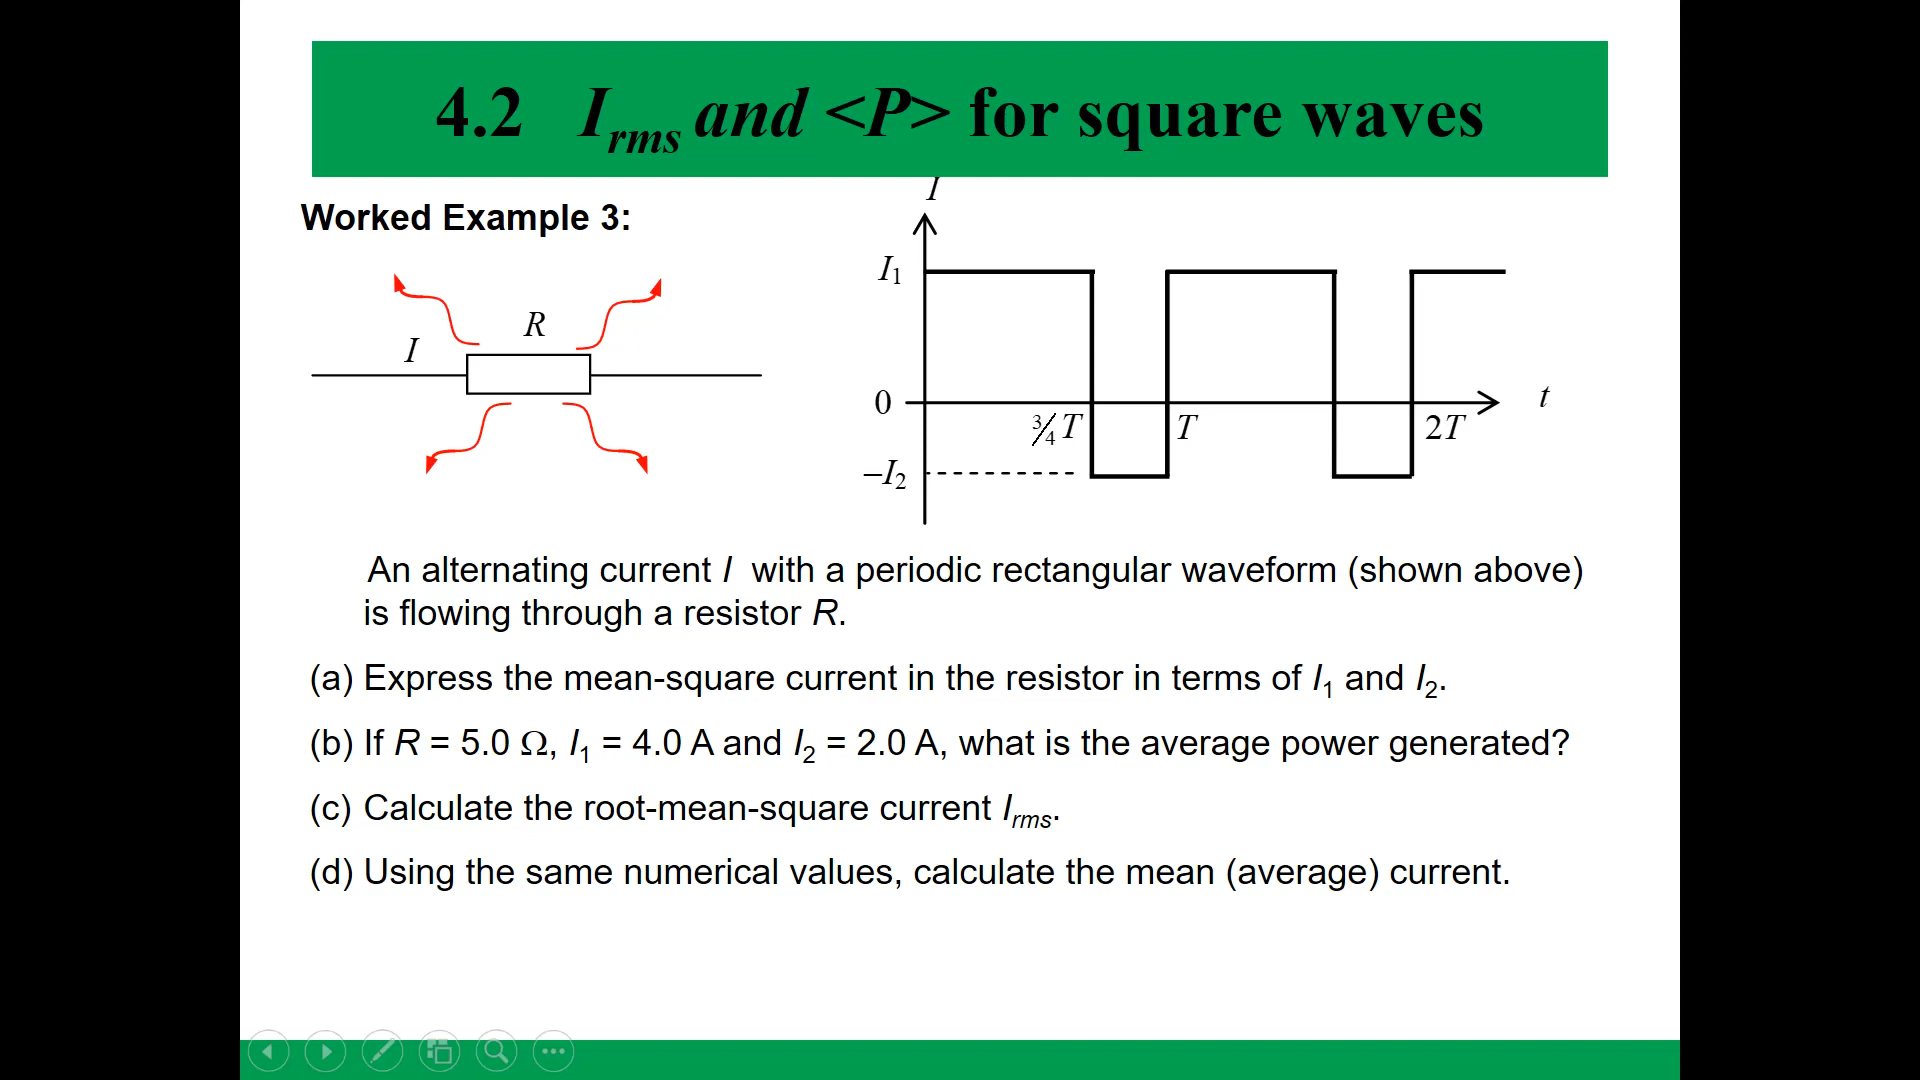 4.2 Irms and <P> for square waves
Worked Example 3:
I
I1
R
I
0
¾T
T
2T
t
–I2
An alternating current I with a periodic rectangular waveform (shown above)
is flowing through a resistor R.
(a) Express the mean-square current in the resistor in terms of I1 and I2.
(b) If R = 5.0 Ω, I1 = 4.0 A and I2 = 2.0 A, what is the average power generated?
(c) Calculate the root-mean-square current Irms.
(d) Using the same numerical values, calculate the mean (average) current.